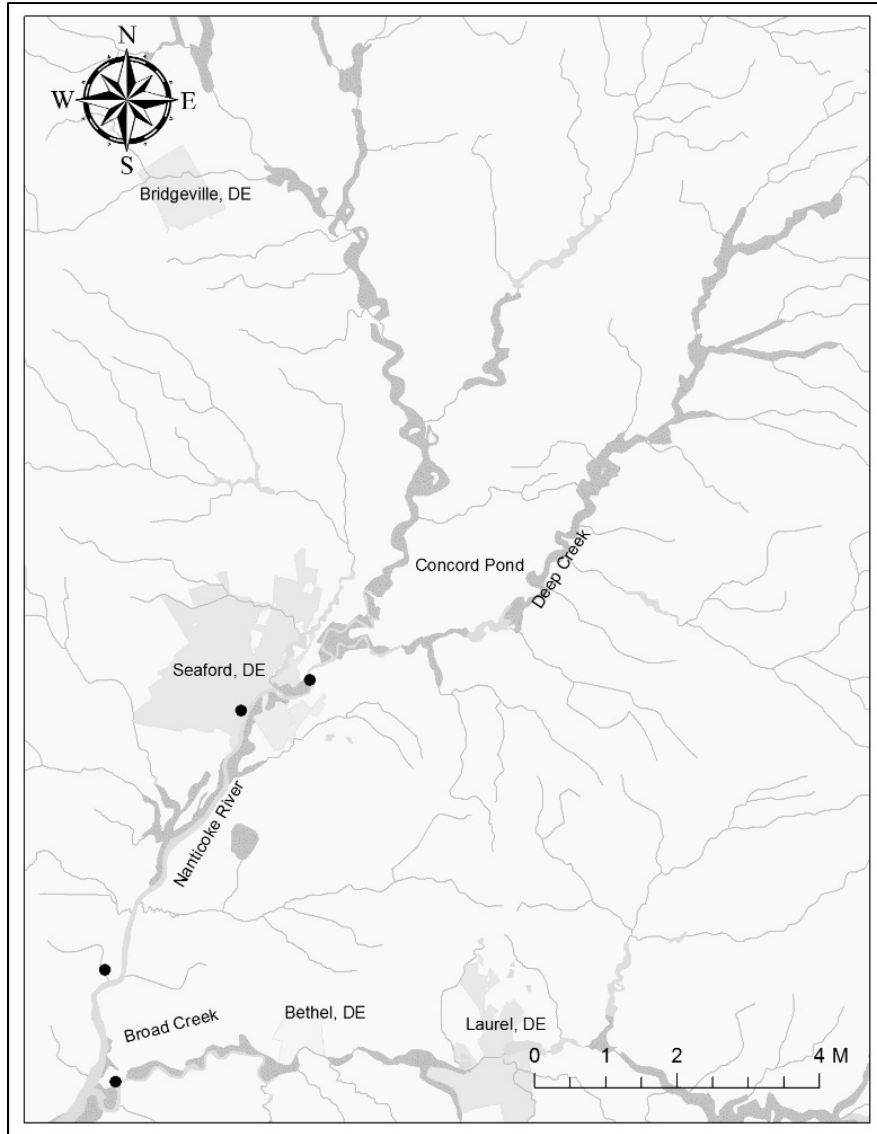 N
W E
S
Bridgeville, DE
Concord Pond
Deep Creek
Seaford, DE
Nanticoke River
Broad Creek
Bethel, DE
Laurel, DE
0 1 2 4 M